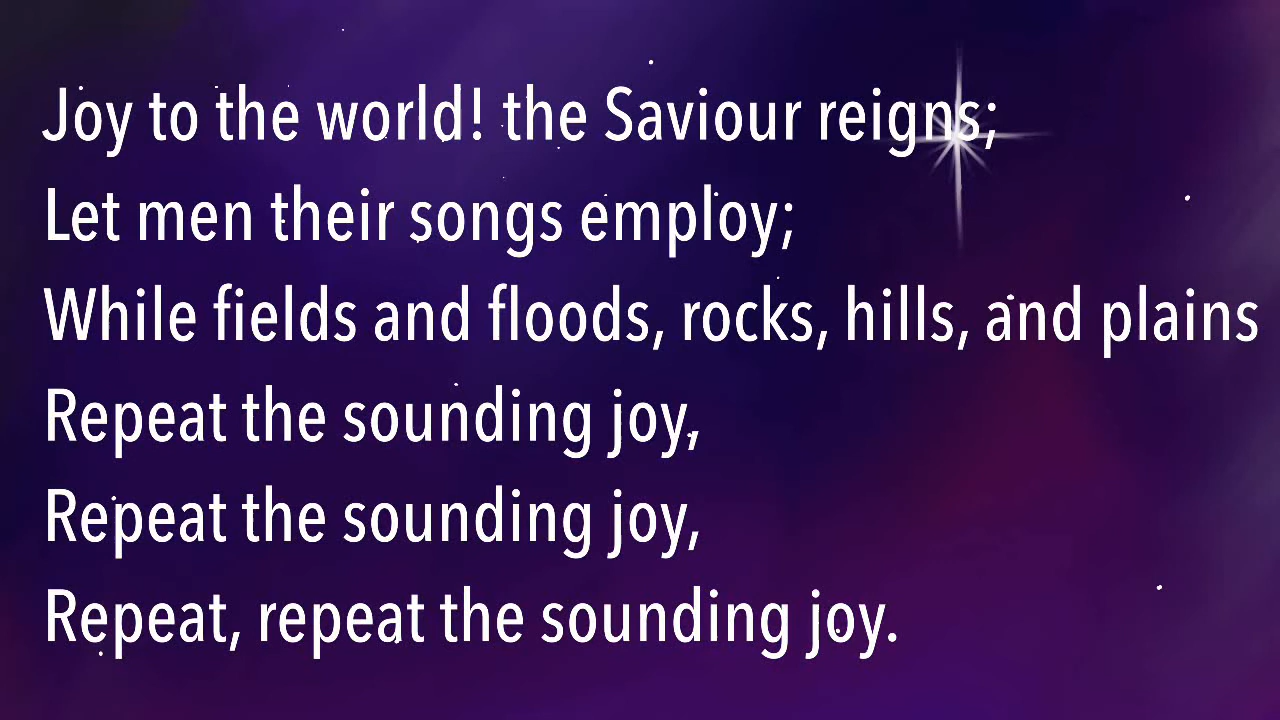 Joy to the world! the Saviour reigns;
Let men their songs employ;
While fields and floods, rocks, hills, and plains
Repeat the sounding joy,
Repeat the sounding joy,
Repeat, repeat the sounding joy.